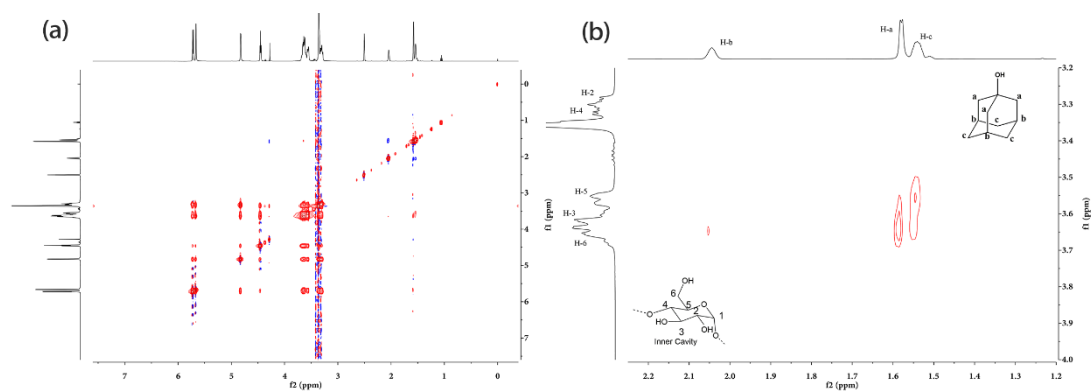 (a)
0
1
2
3
4
5
6
7
f1 (ppm)
7 6 5 4 3 2 1 0
f2 (ppm)
(b)
H-b
H-a
H-c
H-2
H-4
H-5
H-3
H-6
OH
a a
a
b b
c
c b c
OH
6
4 5
O
HO 2 1
3 OH O
Inner Cavity
3.2
3.3
3.4
3.5
3.6
3.7
3.8
3.9
4.0
f1 (ppm)
2.2 2.1 2.0 1.9 1.8 1.7 1.6 1.5 1.4 1.3 1.2
f2 (ppm)